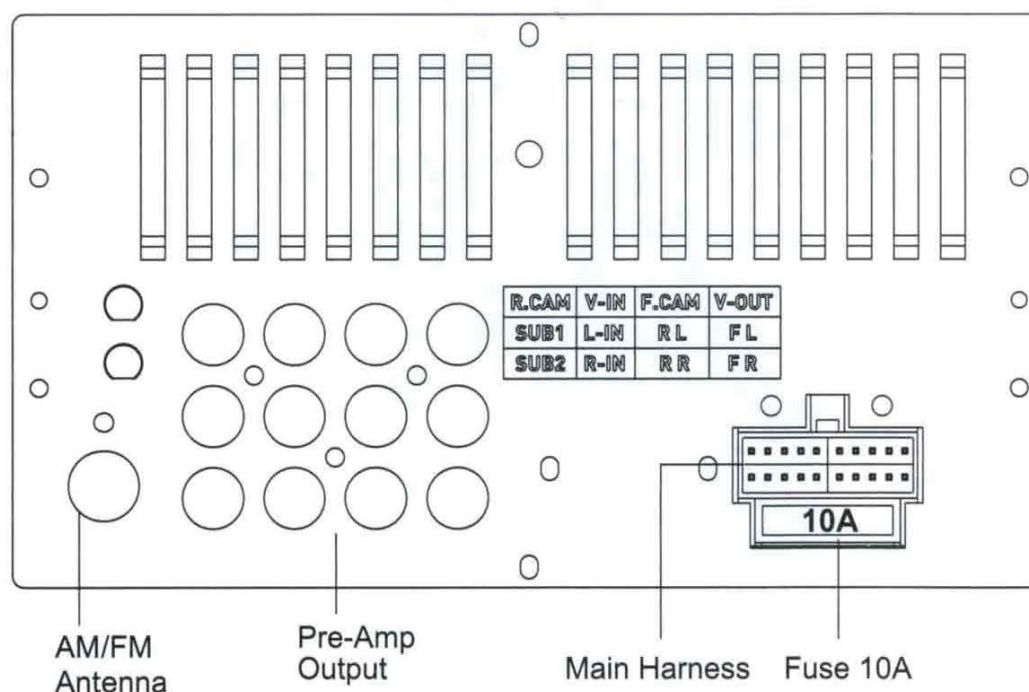 R.CAM V-IN F.CAM V-OUT
SUB1 L-IN R L F L
SUB2 R-IN R R F R
10A
AM/FM
Antenna
Pre-Amp
Output
Main Harness
Fuse 10A